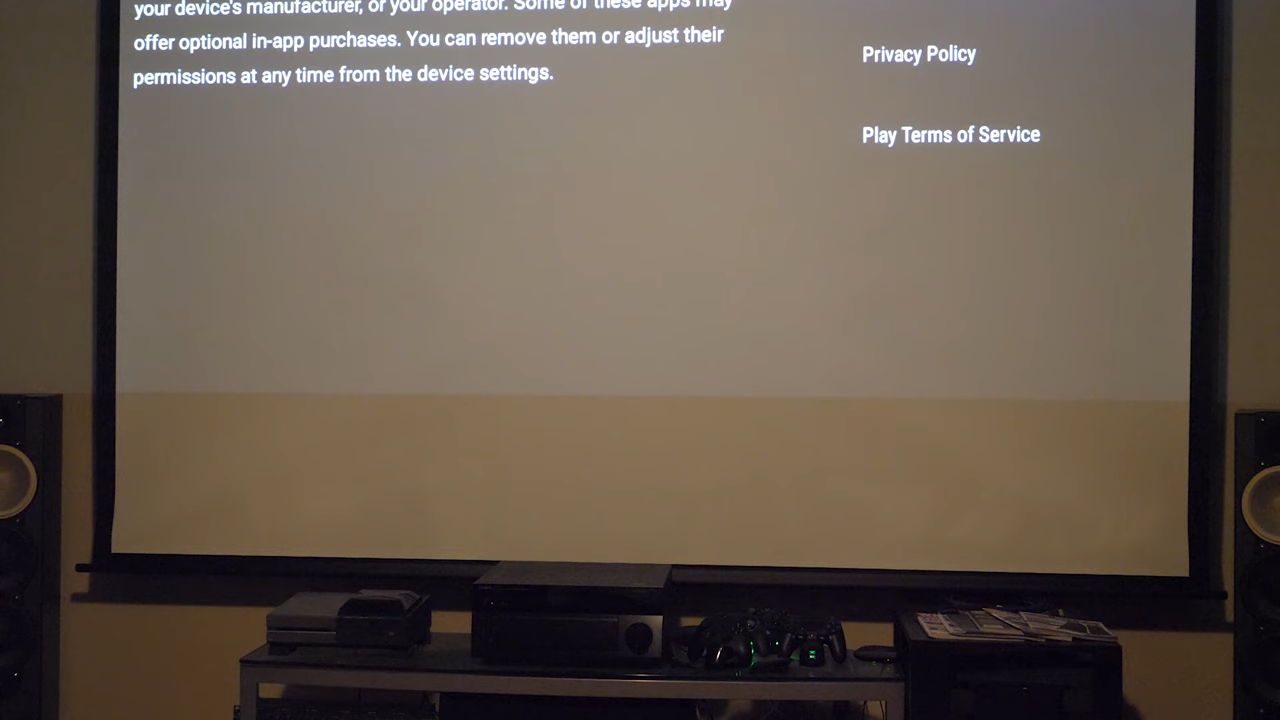 your device's manufacturer, or your operator. Some of these apps may
offer optional in-app purchases. You can remove them or adjust their
permissions at any time from the device settings.
Privacy Policy
Play Terms of Service